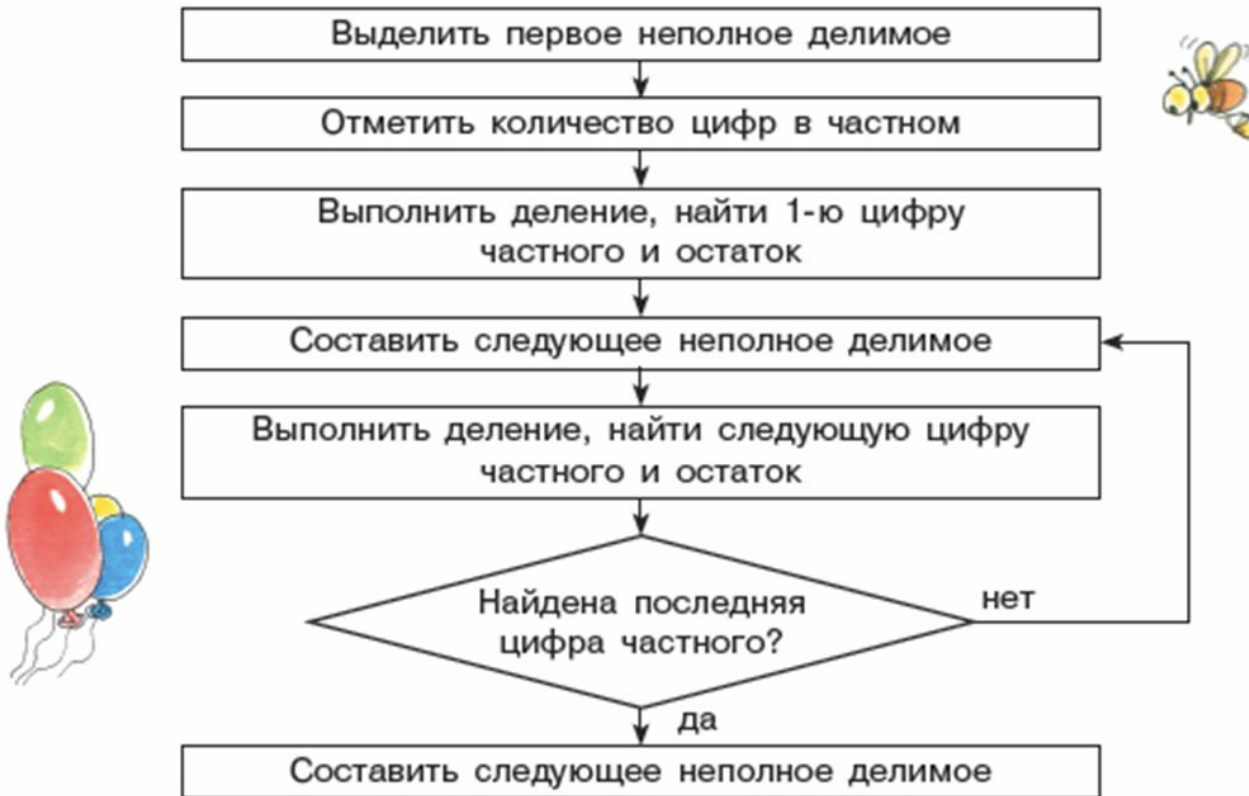 Выделить первое неполное делимое
Отметить количество цифр в частном
Выполнить деление, найти 1-ю цифру
частного и остаток
Составить следующее неполное делимое
Выполнить деление, найти следующую цифру
частного и остаток
Найдена последняя
цифра частного?
нет
да
Составить следующее неполное делимое